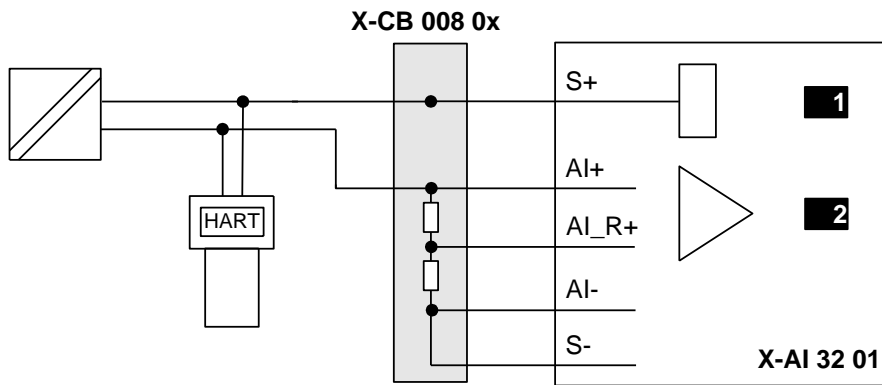 X-CB 008 0x
S+
1
AI+
2
HART
AI_R+
AI-
S-
X-AI 32 01